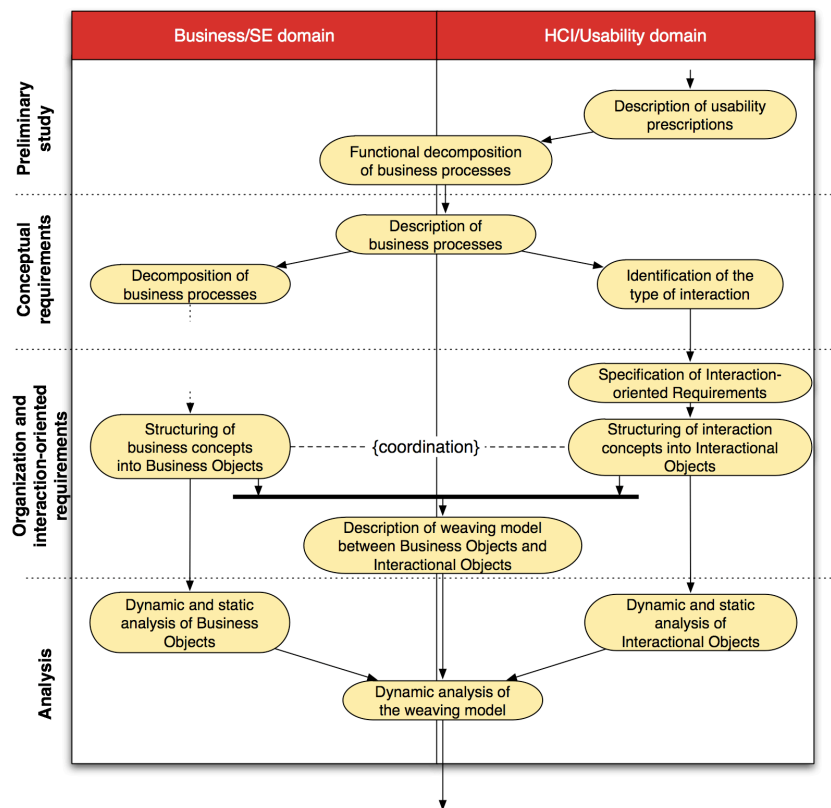 Business/SE domain
HCI/Usability domain
Preliminary
study
Description of usability
prescriptions
Functional decomposition
of business processes
Conceptual
requirements
Description of
business processes
Decomposition of
business processes
Identification of the
type of interaction
Organization and
interaction-oriented
requirements
Specification of Interaction-
oriented Requirements
Structuring of
business concepts
into Business Objects
{coordination}
Structuring of interaction
concepts into Interactional
Objects
Description of weaving model
between Business Objects and
Interactional Objects
Analysis
Dynamic and static
analysis of Business
Objects
Dynamic and static
analysis of
Interactional Objects
Dynamic analysis of
the weaving model